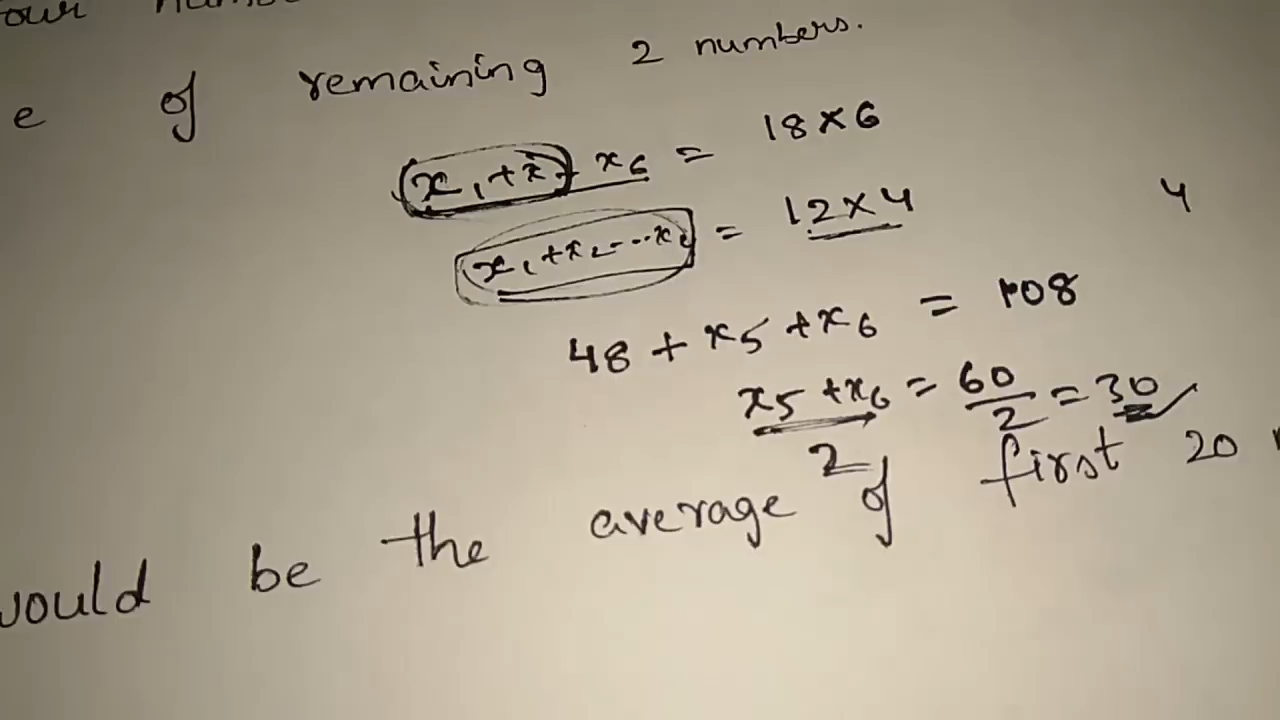 our
e of remaining 2 numbers.
x₁+x + x₆ = 18×6
x₁+x₂---x₄ = 12×4
4
48 + x₅ + x₆ = 108
x₅+x₆/2 = 60/2 = 30
would be the average of first 20